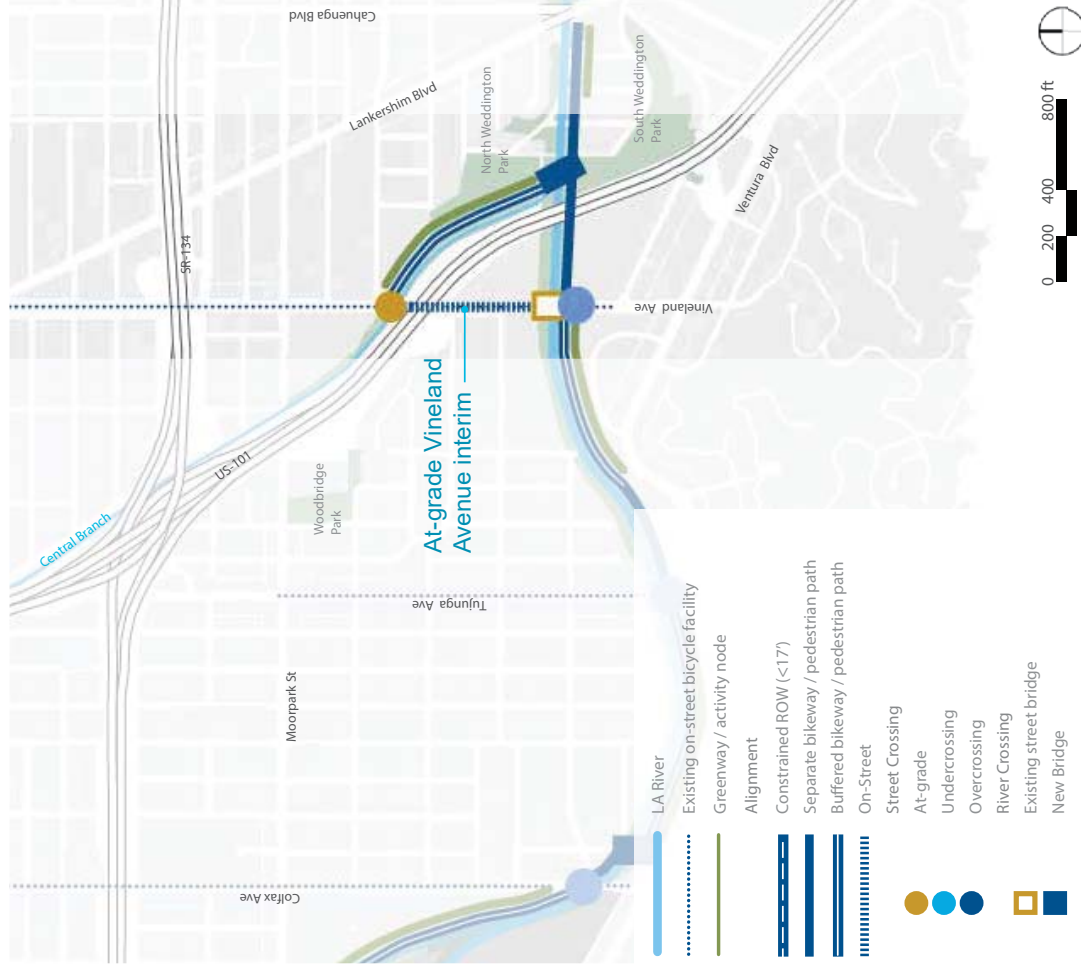 Cahuenga Blvd
Lankershim Blvd
North Weddington
Park
South Weddington
Park
SR-134
Ventura Blvd
Vineland Ave
At-grade Vineland
Avenue interim
US-101
Woodbridge
Park
Central Branch
Tujunga Ave
Moorpark St
Colfax Ave
0 200 400 800 ft
LA River
Existing on-street bicycle facility
Greenway / activity node
Alignment
Constrained ROW (<17')
Separate bikeway / pedestrian path
Buffered bikeway / pedestrian path
On-Street
Street Crossing
At-grade
Undercrossing
Overcrossing
River Crossing
Existing street bridge
New Bridge